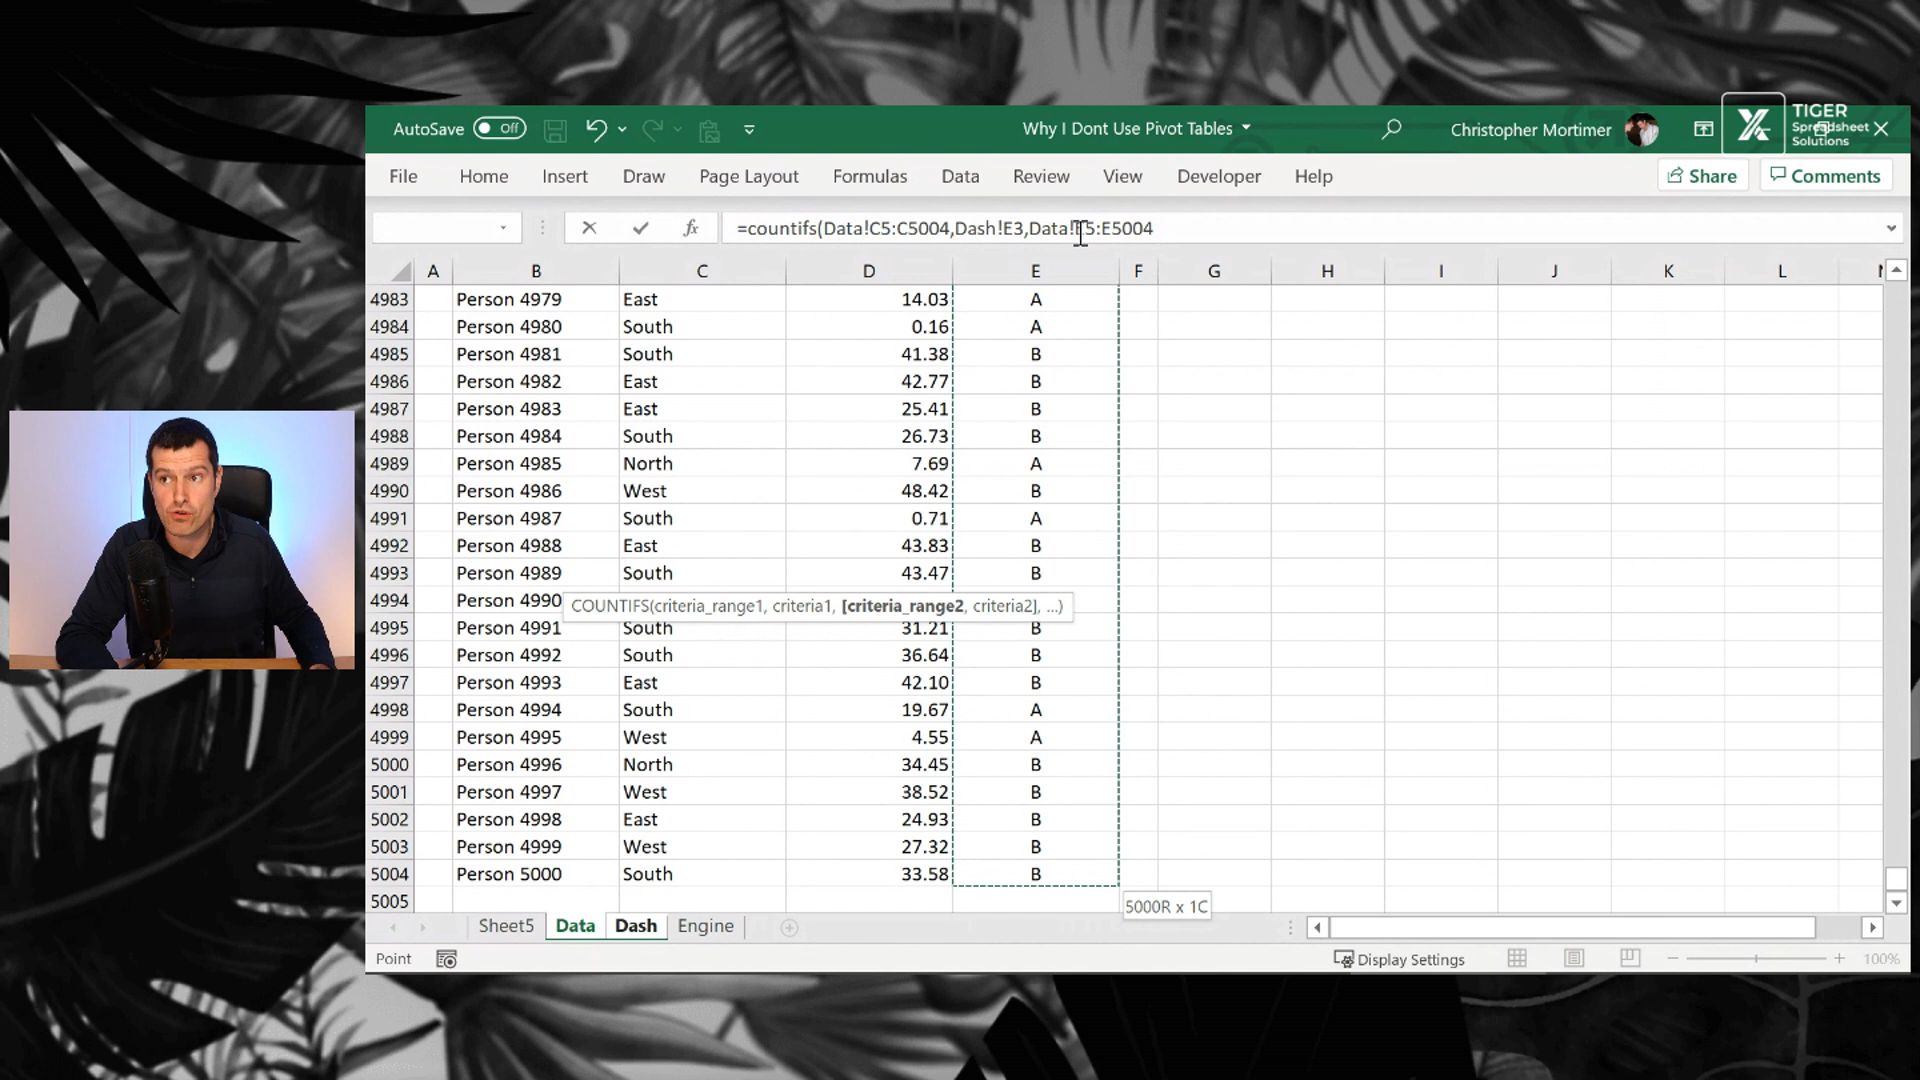 AutoSave Off
Why I Dont Use Pivot Tables
Christopher Mortimer
TIGER
Spreadsheet
Solutions
File Home Insert Draw Page Layout Formulas Data Review View Developer Help Share Comments
fx =countifs(Data!C5:C5004,Dash!E3,Data!E5:E5004
A B C D E F G H I J K L
4983 Person 4979 East 14.03 A
4984 Person 4980 South 0.16 A
4985 Person 4981 South 41.38 B
4986 Person 4982 East 42.77 B
4987 Person 4983 East 25.41 B
4988 Person 4984 South 26.73 B
4989 Person 4985 North 7.69 A
4990 Person 4986 West 48.42 B
4991 Person 4987 South 0.71 A
4992 Person 4988 East 43.83 B
4993 Person 4989 South 43.47 B
4994 Person 4990
COUNTIFS(criteria_range1, criteria1, [criteria_range2, criteria2], ...)
4995 Person 4991 South 31.21 B
4996 Person 4992 South 36.64 B
4997 Person 4993 East 42.10 B
4998 Person 4994 South 19.67 A
4999 Person 4995 West 4.55 A
5000 Person 4996 North 34.45 B
5001 Person 4997 West 38.52 B
5002 Person 4998 East 24.93 B
5003 Person 4999 West 27.32 B
5004 Person 5000 South 33.58 B
5005
5000R x 1C
Sheet5 Data Dash Engine
Point
Display Settings
100%